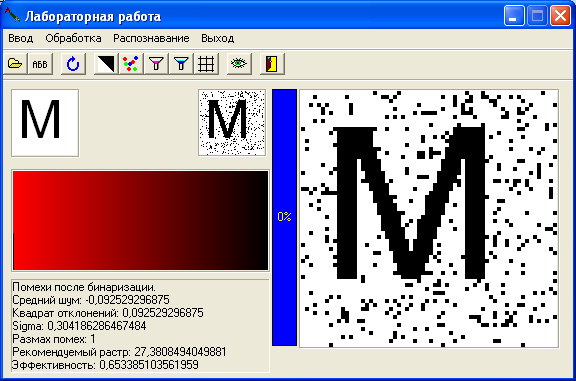 Лабораторная работа
Ввод Обработка Распознавание Выход
АБВ
M
M
0%
M
Помехи после бинаризации.
Средний шум: -0,092529296875
Квадрат отклонений: 0,092529296875
Sigma: 0,304186286467484
Размах помех: 1
Рекомендуемый растр: 27,3808494049881
Эффективность: 0,653385103561959